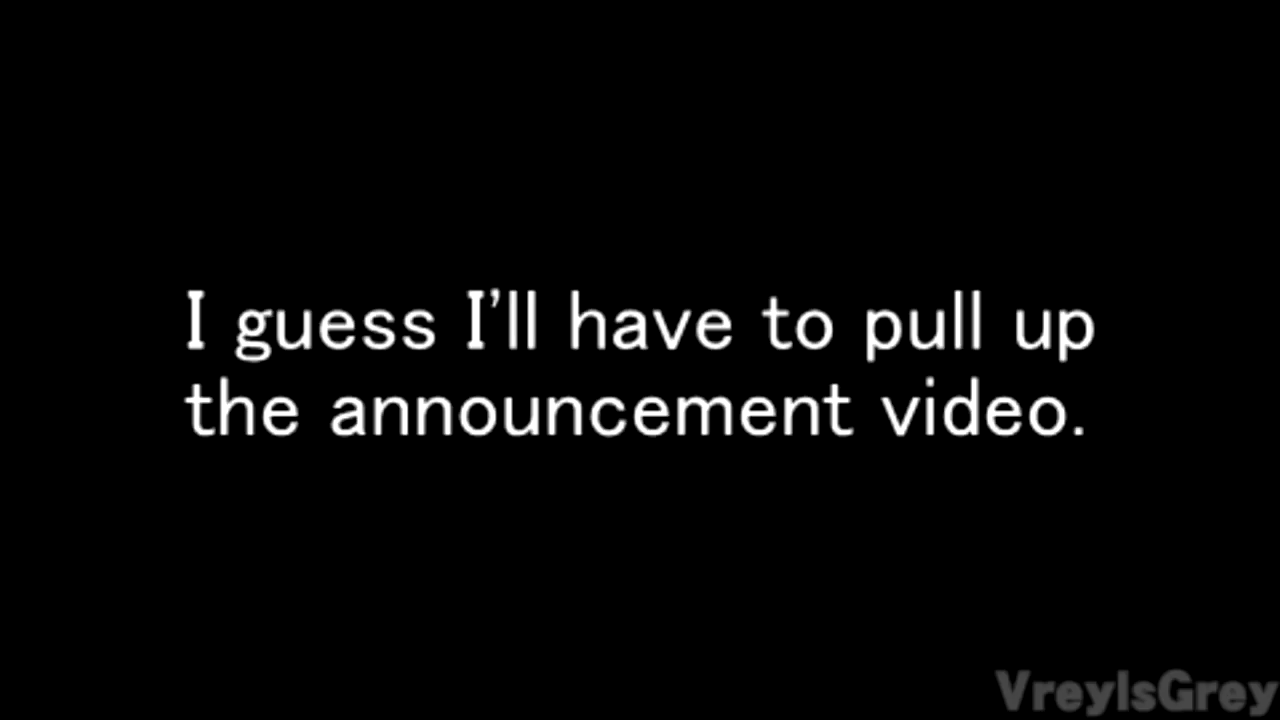 I guess I'll have to pull up
the announcement video.
VreyIsGrey